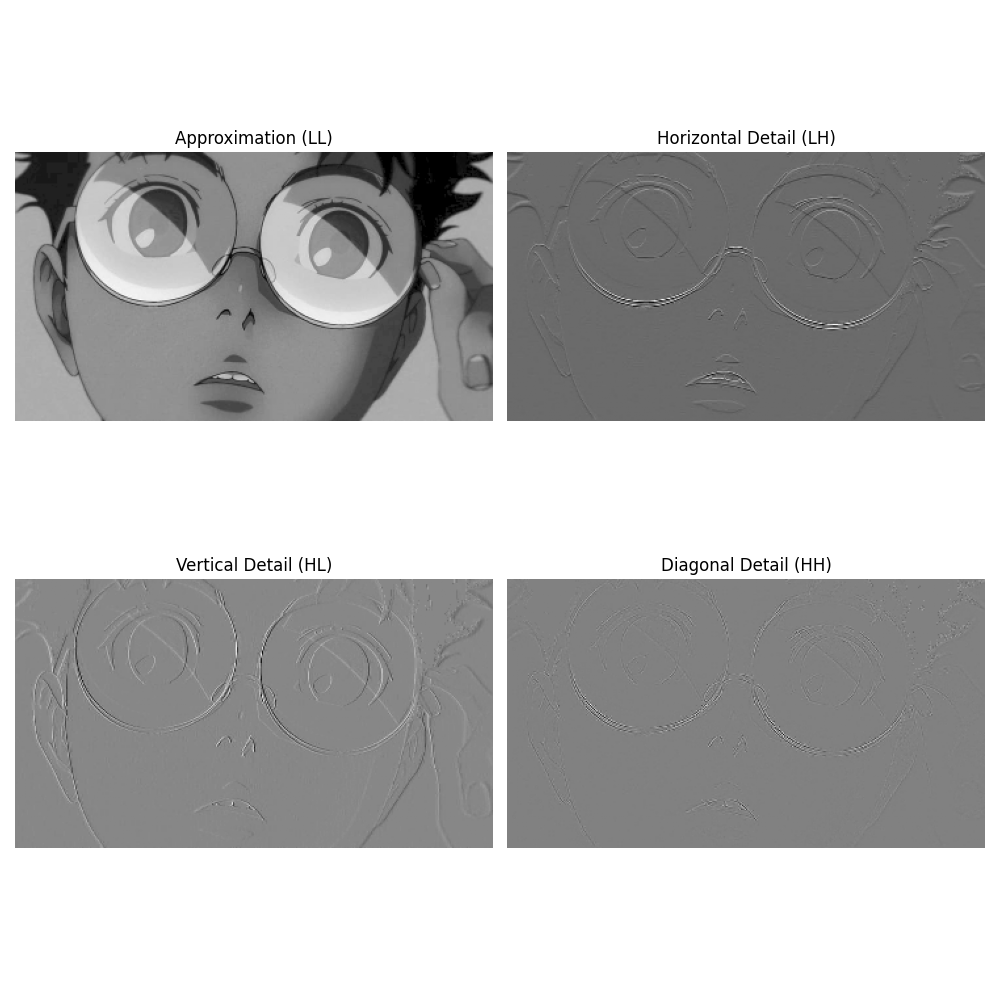 Approximation (LL)
Horizontal Detail (LH)
Vertical Detail (HL)
Diagonal Detail (HH)